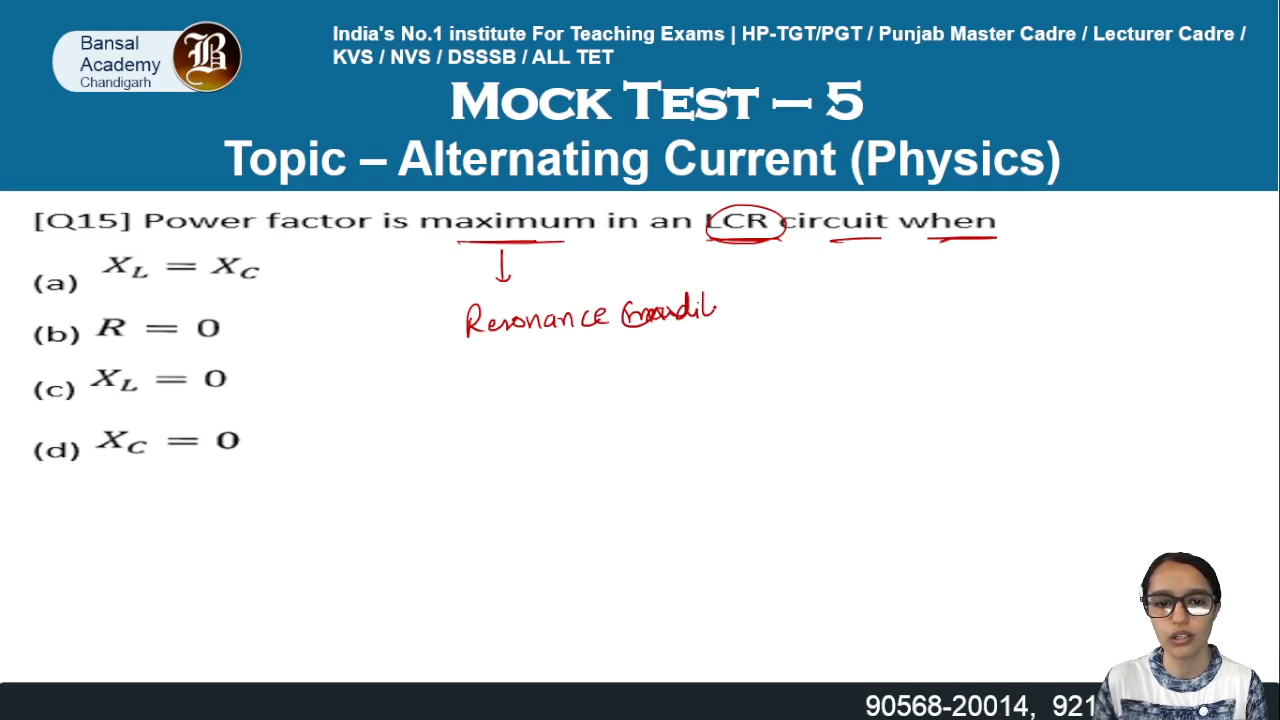 Bansal
Academy
Chandigarh
B
India's No.1 institute For Teaching Exams | HP-TGT/PGT / Punjab Master Cadre / Lecturer Cadre /
KVS / NVS / DSSSB / ALL TET
MOCK TEST – 5
Topic – Alternating Current (Physics)
[Q15] Power factor is maximum in an LCR circuit when
(a) X_L = X_C
(b) R = 0
(c) X_L = 0
(d) X_C = 0
Resonance
90568-20014, 921